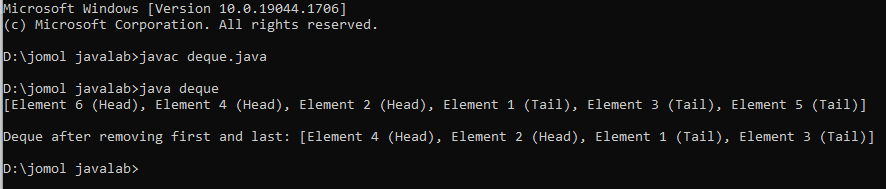 Microsoft Windows [Version 10.0.19044.1706]
(c) Microsoft Corporation. All rights reserved.
D:\jomol javalab>javac deque.java
D:\jomol javalab>java deque
[Element 6 (Head), Element 4 (Head), Element 2 (Head), Element 1 (Tail), Element 3 (Tail), Element 5 (Tail)]
Deque after removing first and last: [Element 4 (Head), Element 2 (Head), Element 1 (Tail), Element 3 (Tail)]
D:\jomol javalab>